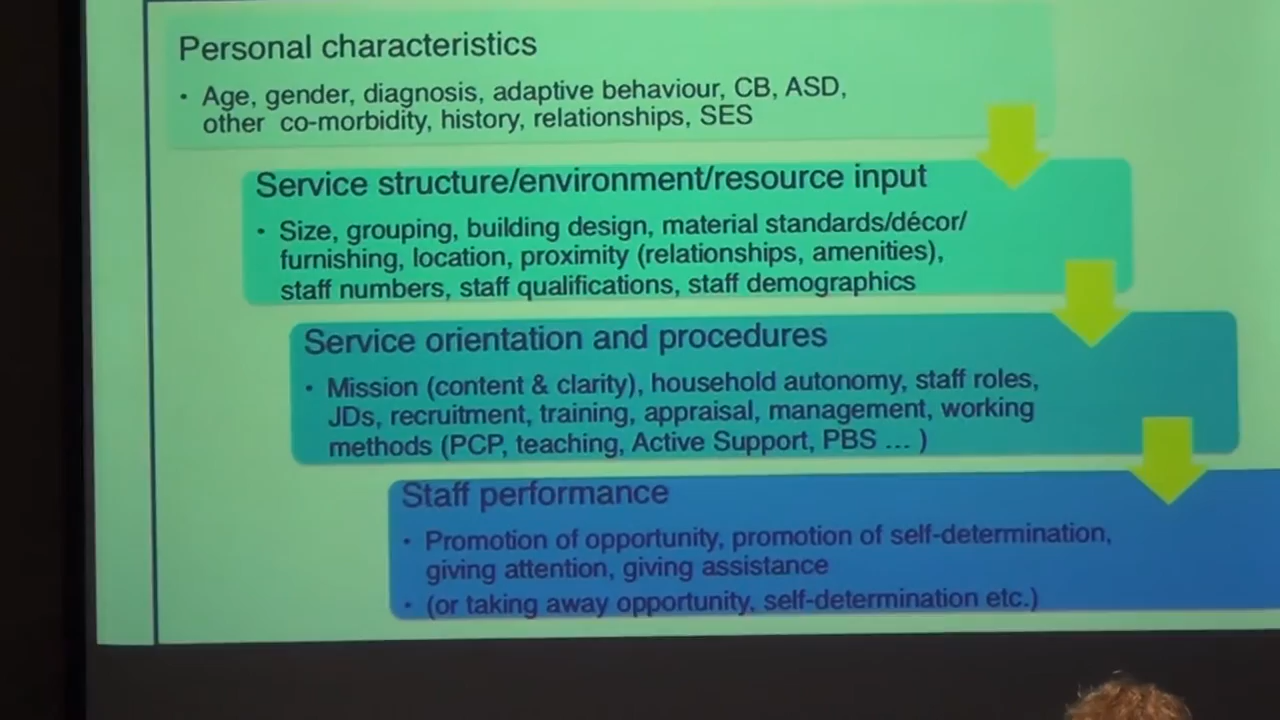 Personal characteristics
• Age, gender, diagnosis, adaptive behaviour, CB, ASD,
other co-morbidity, history, relationships, SES
Service structure/environment/resource input
• Size, grouping, building design, material standards/décor/
furnishing, location, proximity (relationships, amenities),
staff numbers, staff qualifications, staff demographics
Service orientation and procedures
• Mission (content & clarity), household autonomy, staff roles,
JDs, recruitment, training, appraisal, management, working
methods (PCP, teaching, Active Support, PBS ... )
Staff performance
• Promotion of opportunity, promotion of self-determination,
giving attention, giving assistance
• (or taking away opportunity, self-determination etc.)